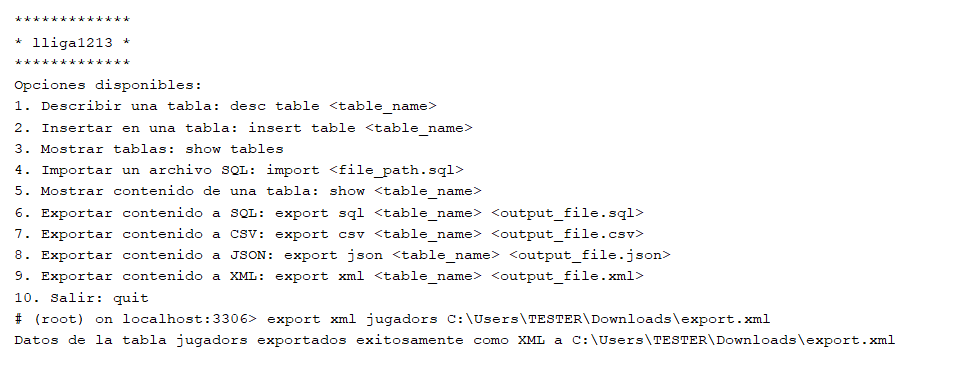 *************
* lliga1213 *
*************
Opciones disponibles:
1. Describir una tabla: desc table <table_name>
2. Insertar en una tabla: insert table <table_name>
3. Mostrar tablas: show tables
4. Importar un archivo SQL: import <file_path.sql>
5. Mostrar contenido de una tabla: show <table_name>
6. Exportar contenido a SQL: export sql <table_name> <output_file.sql>
7. Exportar contenido a CSV: export csv <table_name> <output_file.csv>
8. Exportar contenido a JSON: export json <table_name> <output_file.json>
9. Exportar contenido a XML: export xml <table_name> <output_file.xml>
10. Salir: quit
# (root) on localhost:3306> export xml jugadors C:\Users\TESTER\Downloads\export.xml
Datos de la tabla jugadors exportados exitosamente como XML a C:\Users\TESTER\Downloads\export.xml